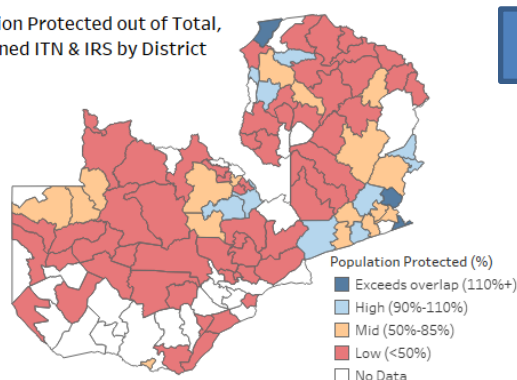 ion Protected out of Total,
ned ITN & IRS by District
Population Protected (%)
Exceeds overlap (110%+)
High (90%-110%)
Mid (50%-85%)
Low (<50%)
No Data